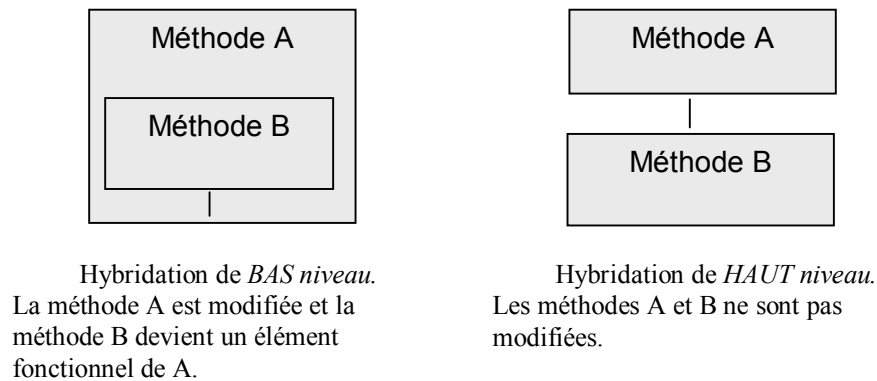 Méthode A
Méthode B
Hybridation de BAS niveau.
La méthode A est modifiée et la
méthode B devient un élément
fonctionnel de A.
Méthode A
Méthode B
Hybridation de HAUT niveau.
Les méthodes A et B ne sont pas
modifiées.